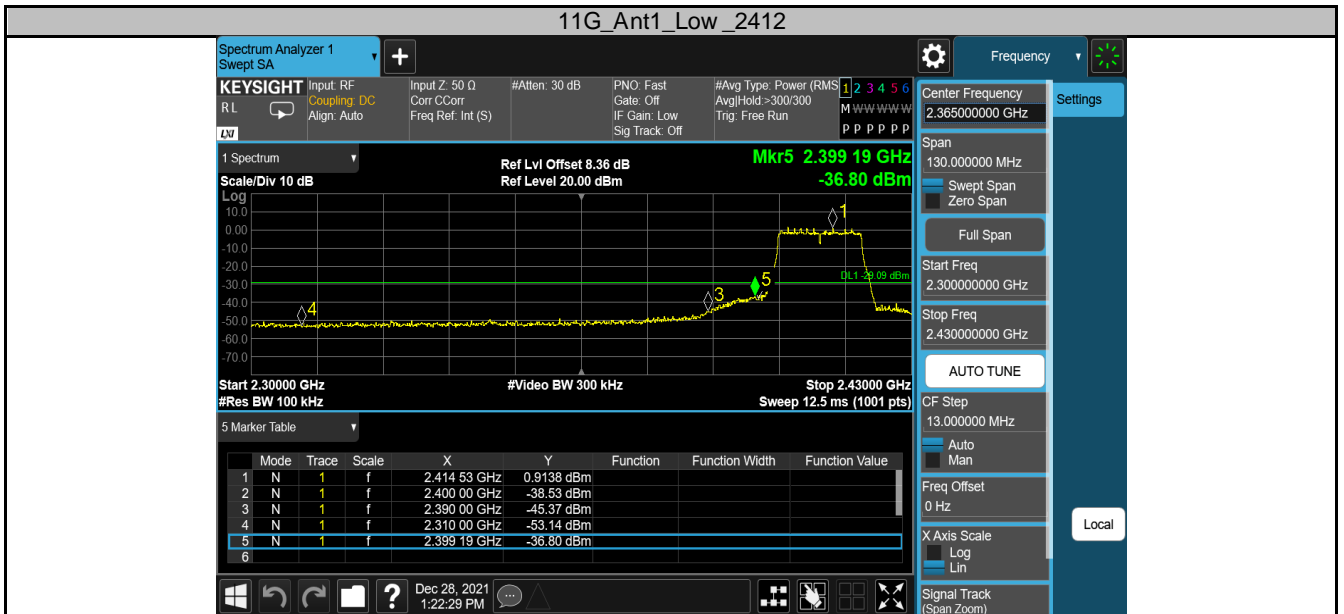 11G_Ant1_Low _2412
Spectrum Analyzer 1
Swept SA
+
Frequency
KEYSIGHT
R L
LXI
Input: RF
Coupling: DC
Align: Auto
Input Z: 50 Ω
Corr CCorr
Freq Ref: Int (S)
#Atten: 30 dB
PNO: Fast
Gate: Off
IF Gain: Low
Sig Track: Off
#Avg Type: Power (RMS
Avg|Hold:>300/300
Trig: Free Run
1 2 3 4 5 6
M W W W W W
P P P P P P
1 Spectrum
Scale/Div 10 dB
Ref Lvl Offset 8.36 dB
Ref Level 20.00 dBm
Mkr5 2.399 19 GHz
-36.80 dBm
Log
10.0
0.00
-10.0
-20.0
-30.0
-40.0
-50.0
-60.0
-70.0
1
3
4
5
DL1 -29.09 dBm
Start 2.30000 GHz
#Res BW 100 kHz
#Video BW 300 kHz
Stop 2.43000 GHz
Sweep 12.5 ms (1001 pts)
5 Marker Table
Mode Trace Scale X Y Function Function Width Function Value
1 N 1 f 2.414 53 GHz 0.9138 dBm
2 N 1 f 2.400 00 GHz -38.53 dBm
3 N 1 f 2.390 00 GHz -45.37 dBm
4 N 1 f 2.310 00 GHz -53.14 dBm
5 N 1 f 2.399 19 GHz -36.80 dBm
6
Center Frequency
2.365000000 GHz
Span
130.000000 MHz
Swept Span
Zero Span
Full Span
Start Freq
2.300000000 GHz
Stop Freq
2.430000000 GHz
AUTO TUNE
CF Step
13.000000 MHz
Auto
Man
Freq Offset
0 Hz
X Axis Scale
Log
Lin
Signal Track
(Span Zoom)
Settings
Local
?
Dec 28, 2021
1:22:29 PM